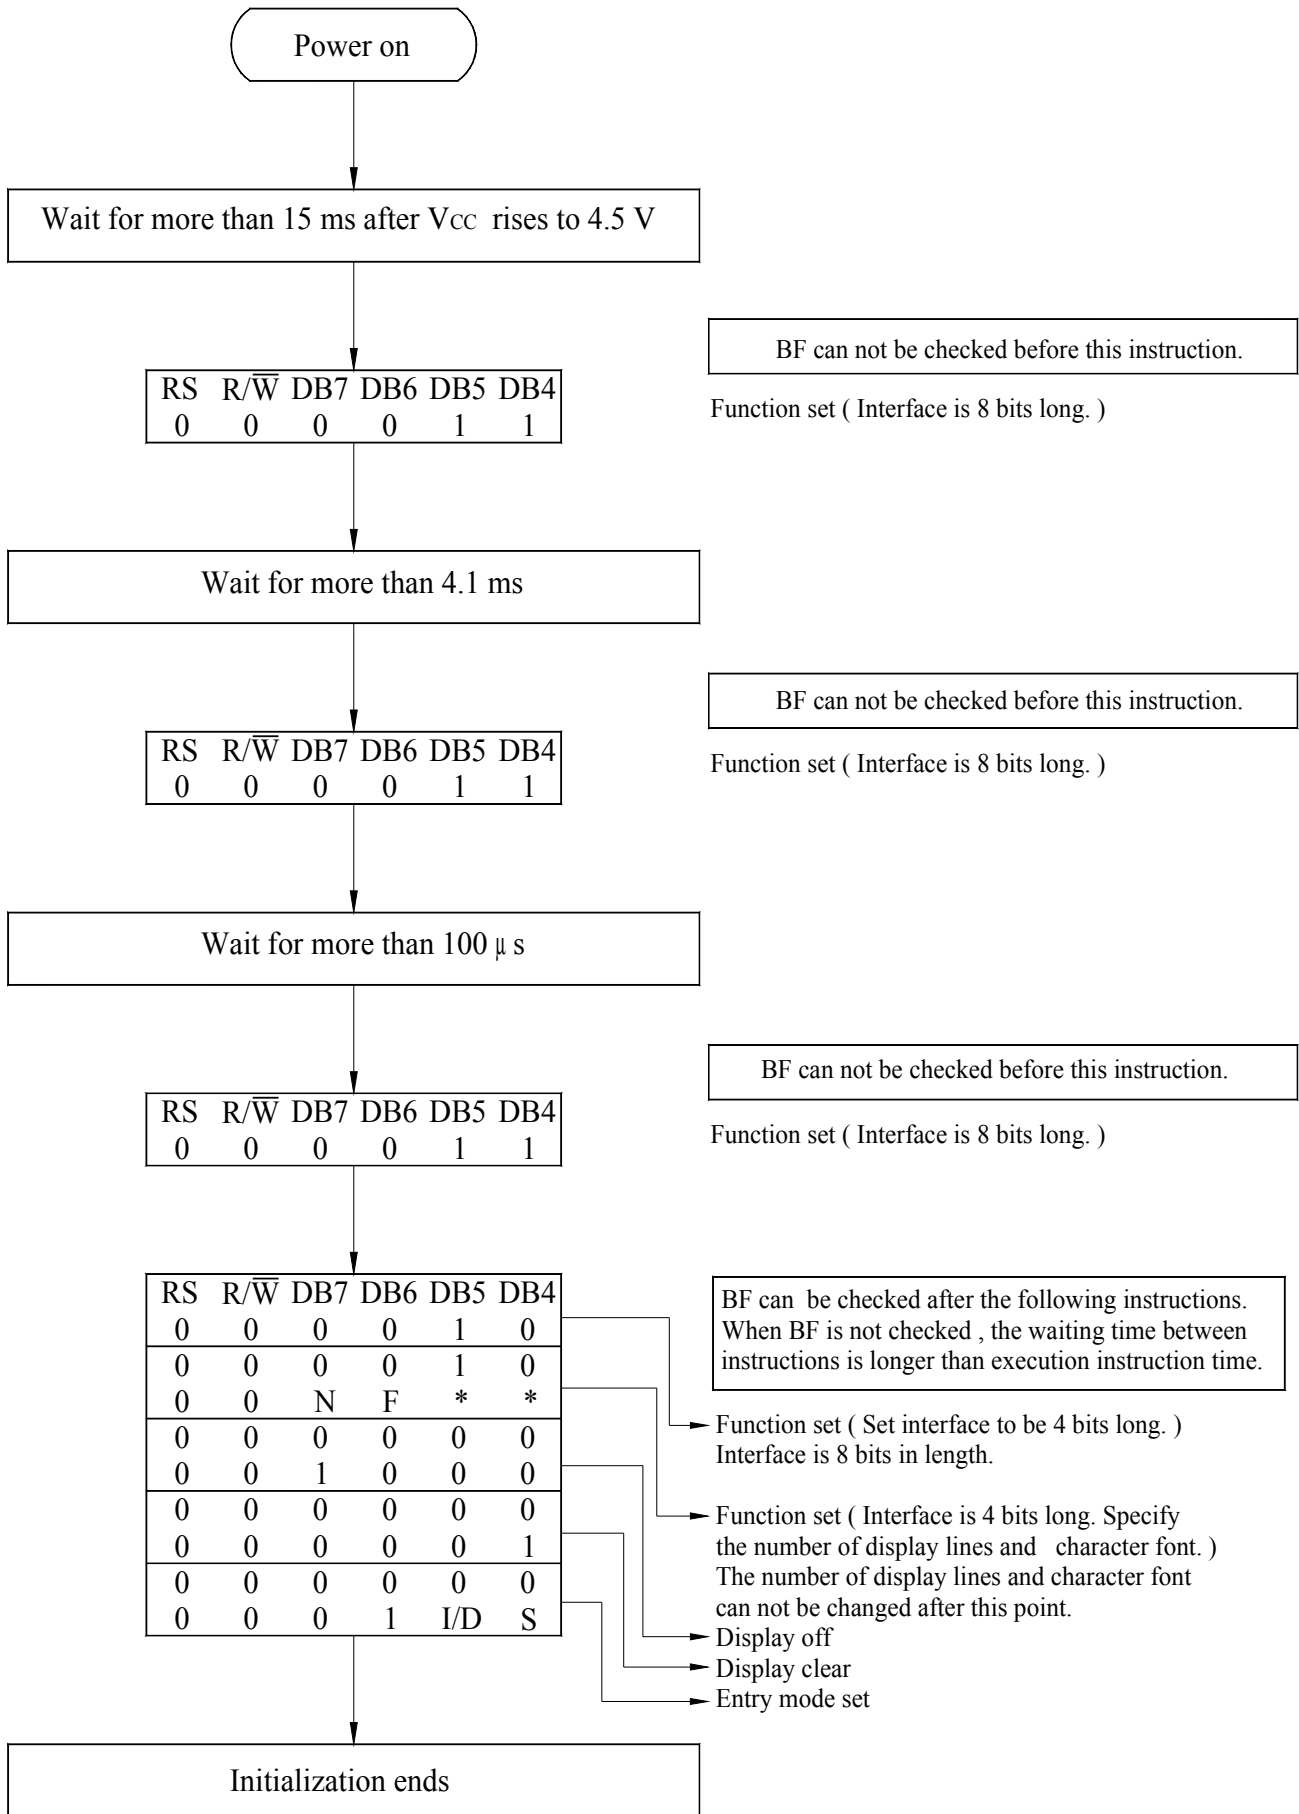 Power on
Wait for more than 15 ms after VCC rises to 4.5 V
BF can not be checked before this instruction.
RS R/W̅ DB7 DB6 DB5 DB4
0 0 0 0 1 1
Function set ( Interface is 8 bits long. )
Wait for more than 4.1 ms
BF can not be checked before this instruction.
RS R/W̅ DB7 DB6 DB5 DB4
0 0 0 0 1 1
Function set ( Interface is 8 bits long. )
Wait for more than 100 μ s
BF can not be checked before this instruction.
RS R/W̅ DB7 DB6 DB5 DB4
0 0 0 0 1 1
Function set ( Interface is 8 bits long. )
RS R/W̅ DB7 DB6 DB5 DB4
0 0 0 0 1 0
0 0 0 0 1 0
0 0 N F * *
0 0 0 0 0 0
0 0 1 0 0 0
0 0 0 0 0 0
0 0 0 0 0 1
0 0 0 0 0 0
0 0 0 1 I/D S
BF can be checked after the following instructions.
When BF is not checked , the waiting time between
instructions is longer than execution instruction time.
Function set ( Set interface to be 4 bits long. )
Interface is 8 bits in length.
Function set ( Interface is 4 bits long. Specify
the number of display lines and character font. )
The number of display lines and character font
can not be changed after this point.
Display off
Display clear
Entry mode set
Initialization ends